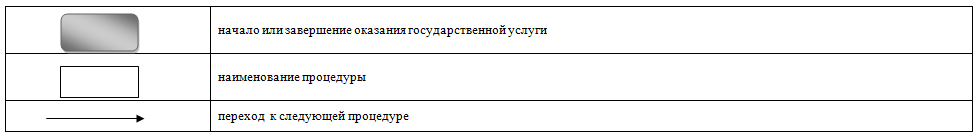 начало или завершение оказания государственной услуги
наименование процедуры
переход к следующей процедуре